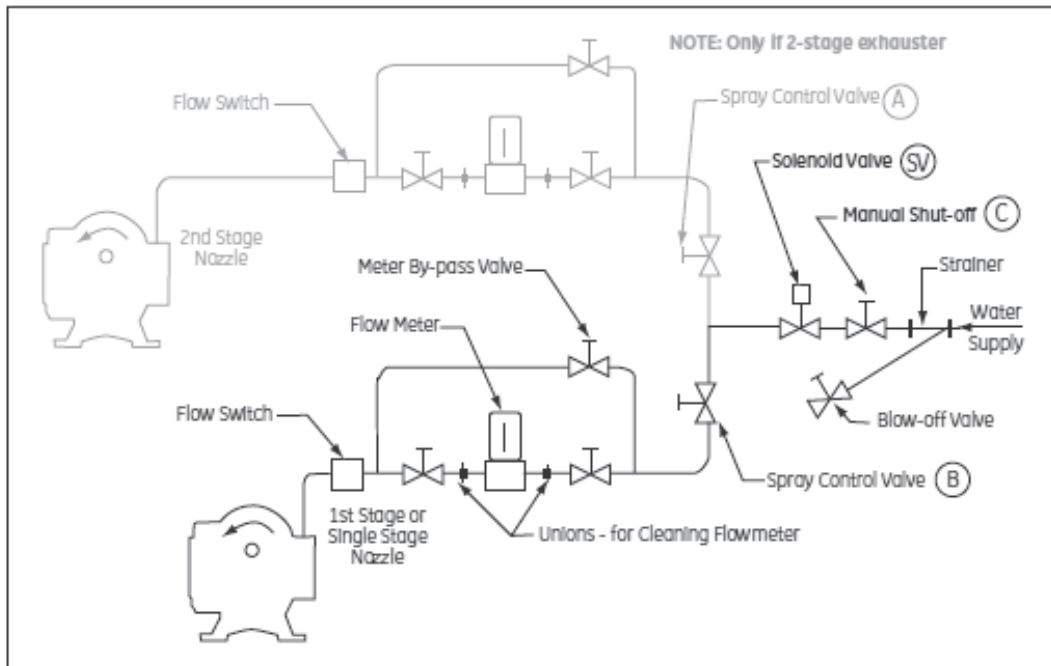 NOTE: Only if 2-stage exhauster
Flow Switch
Spray Control Valve A
Solenoid Valve SV
2nd Stage
Nozzle
Manual Shut-off C
Meter By-pass Valve
Strainer
Flow Meter
Water
Supply
Flow Switch
Blow-off Valve
1st Stage or
Single Stage
Nozzle
Unions - for Cleaning Flowmeter
Spray Control Valve B